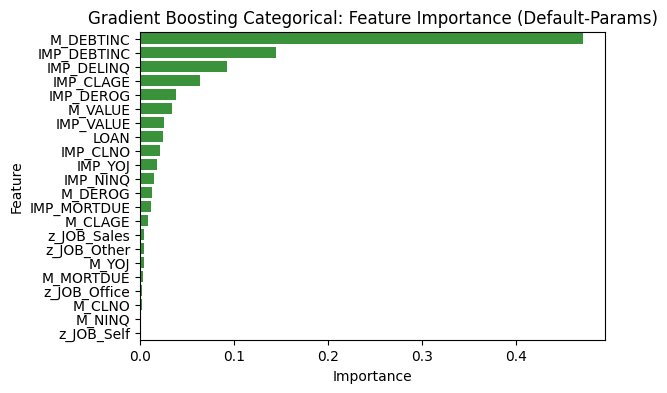 Gradient Boosting Categorical: Feature Importance (Default-Params)
M_DEBTINC
IMP_DEBTINC
IMP_DELINQ
IMP_CLAGE
IMP_DEROG
M_VALUE
IMP_VALUE
LOAN
IMP_CLNO
IMP_YOJ
IMP_NINQ
M_DEROG
IMP_MORTDUE
M_CLAGE
z_JOB_Sales
z_JOB_Other
M_YOJ
M_MORTDUE
z_JOB_Office
M_CLNO
M_NINQ
z_JOB_Self
Feature
0.0 0.1 0.2 0.3 0.4
Importance